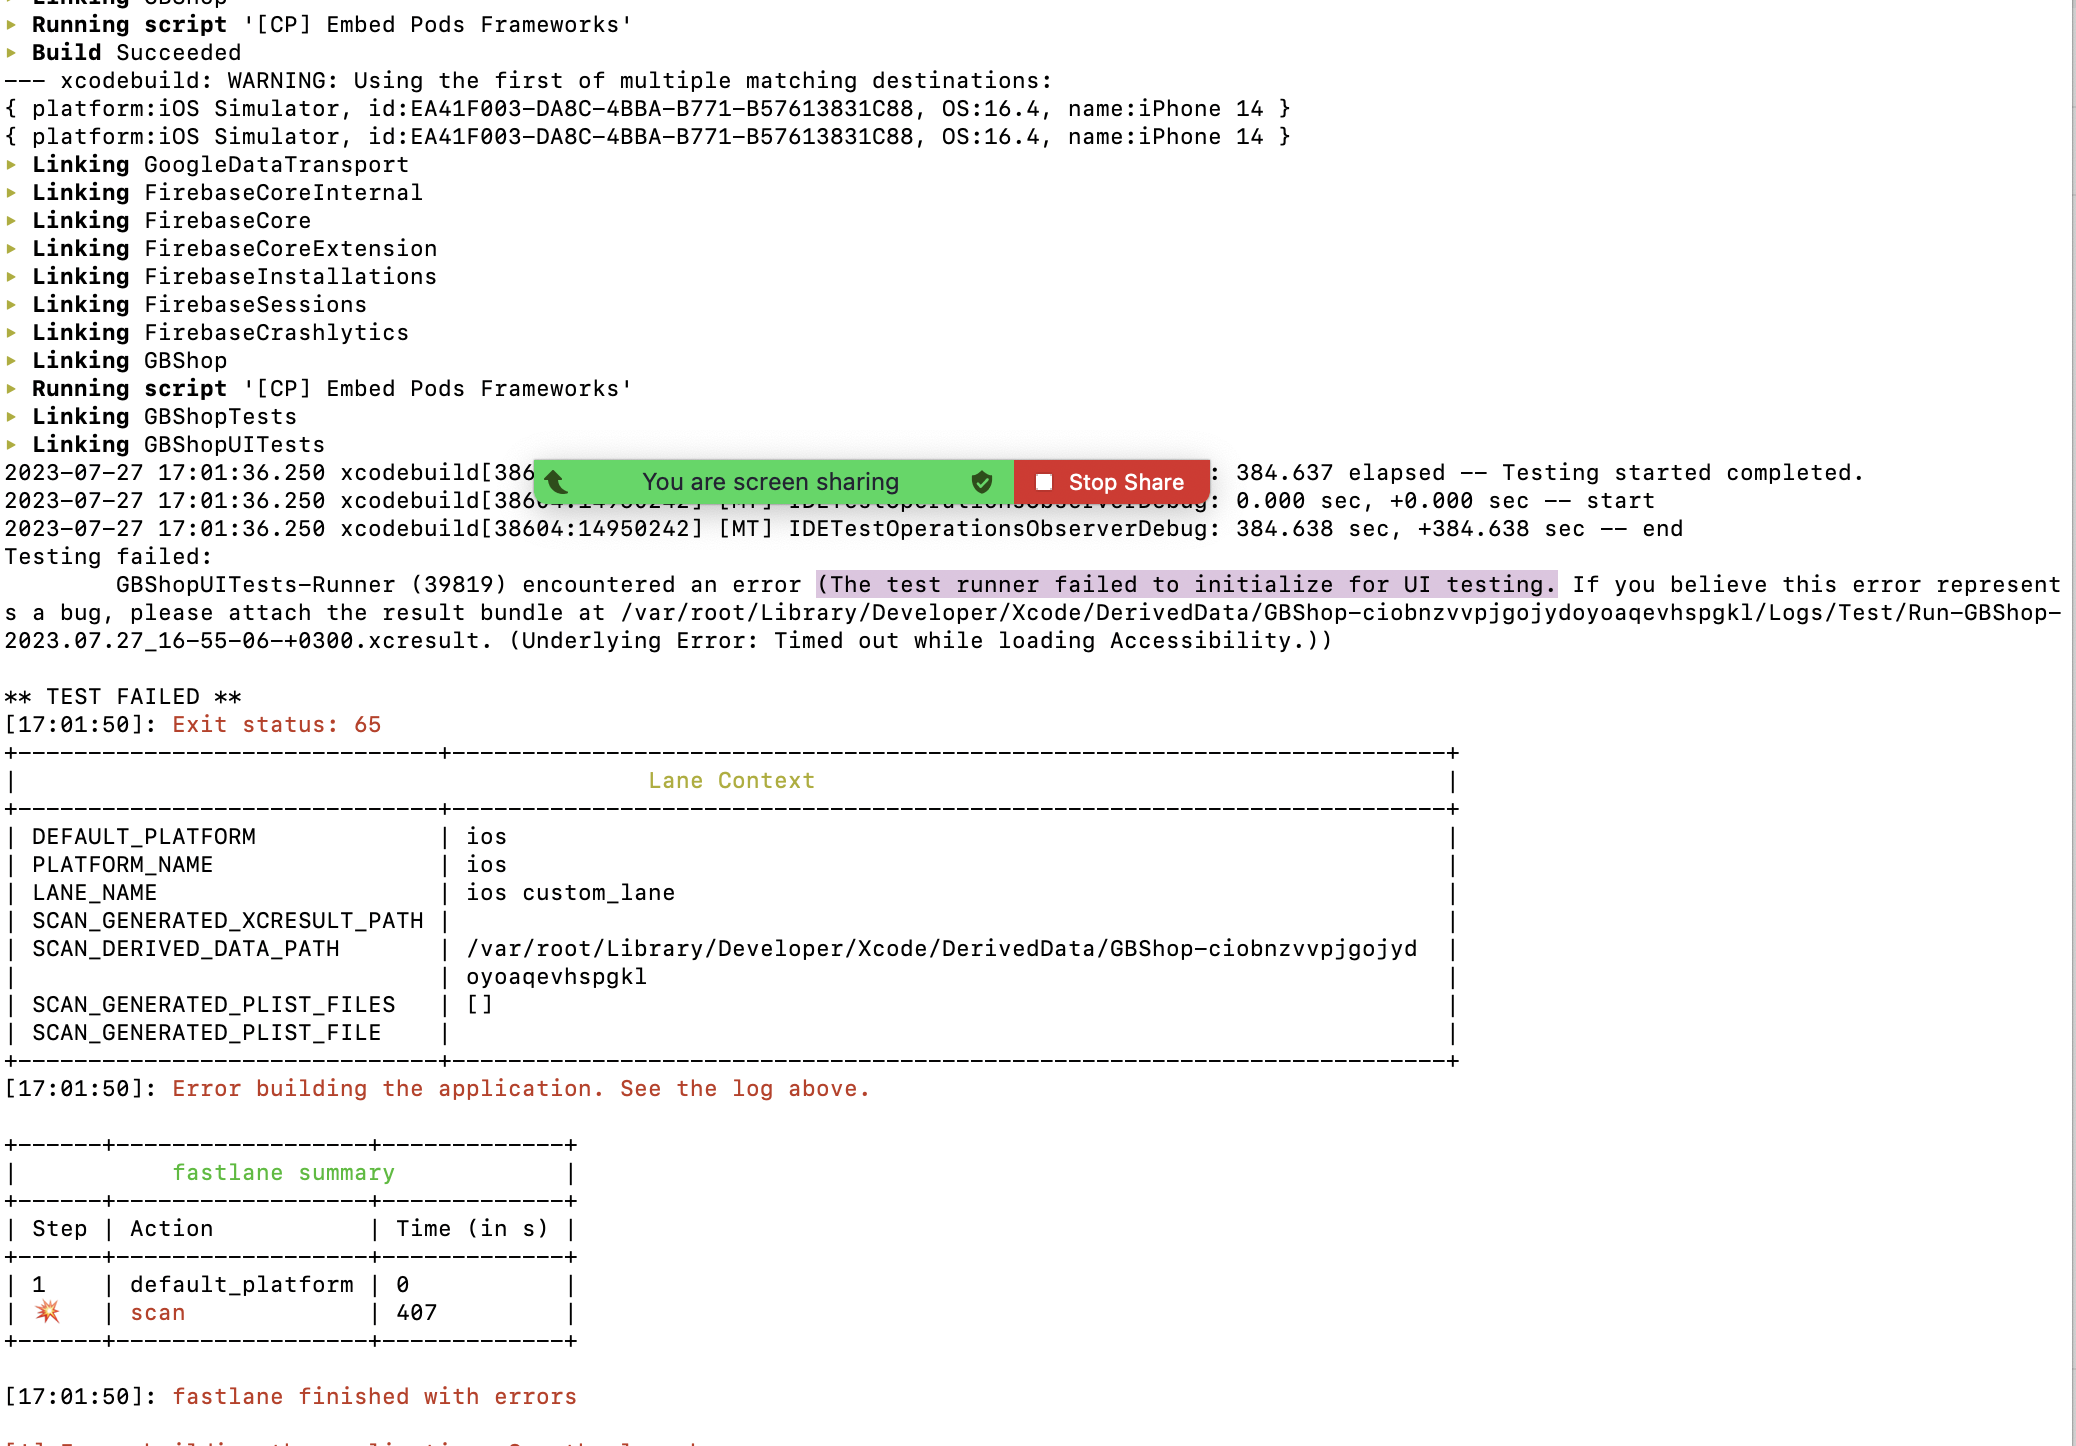 Linking GBShop
▸ Running script '[CP] Embed Pods Frameworks'
▸ Build Succeeded
--- xcodebuild: WARNING: Using the first of multiple matching destinations:
{ platform:iOS Simulator, id:EA41F003-DA8C-4BBA-B771-B57613831C88, OS:16.4, name:iPhone 14 }
{ platform:iOS Simulator, id:EA41F003-DA8C-4BBA-B771-B57613831C88, OS:16.4, name:iPhone 14 }
▸ Linking GoogleDataTransport
▸ Linking FirebaseCoreInternal
▸ Linking FirebaseCore
▸ Linking FirebaseCoreExtension
▸ Linking FirebaseInstallations
▸ Linking FirebaseSessions
▸ Linking FirebaseCrashlytics
▸ Linking GBShop
▸ Running script '[CP] Embed Pods Frameworks'
▸ Linking GBShopTests
▸ Linking GBShopUITests
2023-07-27 17:01:36.250 xcodebuild[386 : 384.637 elapsed -- Testing started completed.
You are screen sharing Stop Share
2023-07-27 17:01:36.250 xcodebuild[38604:14950242] [MT] IDETestOperationsObserverDebug: 0.000 sec, +0.000 sec -- start
2023-07-27 17:01:36.250 xcodebuild[38604:14950242] [MT] IDETestOperationsObserverDebug: 384.638 sec, +384.638 sec -- end
Testing failed:
GBShopUITests-Runner (39819) encountered an error (The test runner failed to initialize for UI testing. If you believe this error represent
s a bug, please attach the result bundle at /var/root/Library/Developer/Xcode/DerivedData/GBShop-ciobnzvvpjgojydoyoaqevhspgkl/Logs/Test/Run-GBShop-
2023.07.27_16-55-06-+0300.xcresult. (Underlying Error: Timed out while loading Accessibility.))
** TEST FAILED **
[17:01:50]: Exit status: 65
+------------------------------+-----------------------------------------------------------------------+
| Lane Context |
+------------------------------+-----------------------------------------------------------------------+
| DEFAULT_PLATFORM | ios |
| PLATFORM_NAME | ios |
| LANE_NAME | ios custom_lane |
| SCAN_GENERATED_XCRESULT_PATH | |
| SCAN_DERIVED_DATA_PATH | /var/root/Library/Developer/Xcode/DerivedData/GBShop-ciobnzvvpjgojyd |
| | oyoaqevhspgkl |
| SCAN_GENERATED_PLIST_FILES | [] |
| SCAN_GENERATED_PLIST_FILE | |
+------------------------------+-----------------------------------------------------------------------+
[17:01:50]: Error building the application. See the log above.
+------+------------------+-------------+
| fastlane summary |
+------+------------------+-------------+
| Step | Action | Time (in s) |
+------+------------------+-------------+
| 1 | default_platform | 0 |
| 💥 | scan | 407 |
+------+------------------+-------------+
[17:01:50]: fastlane finished with errors